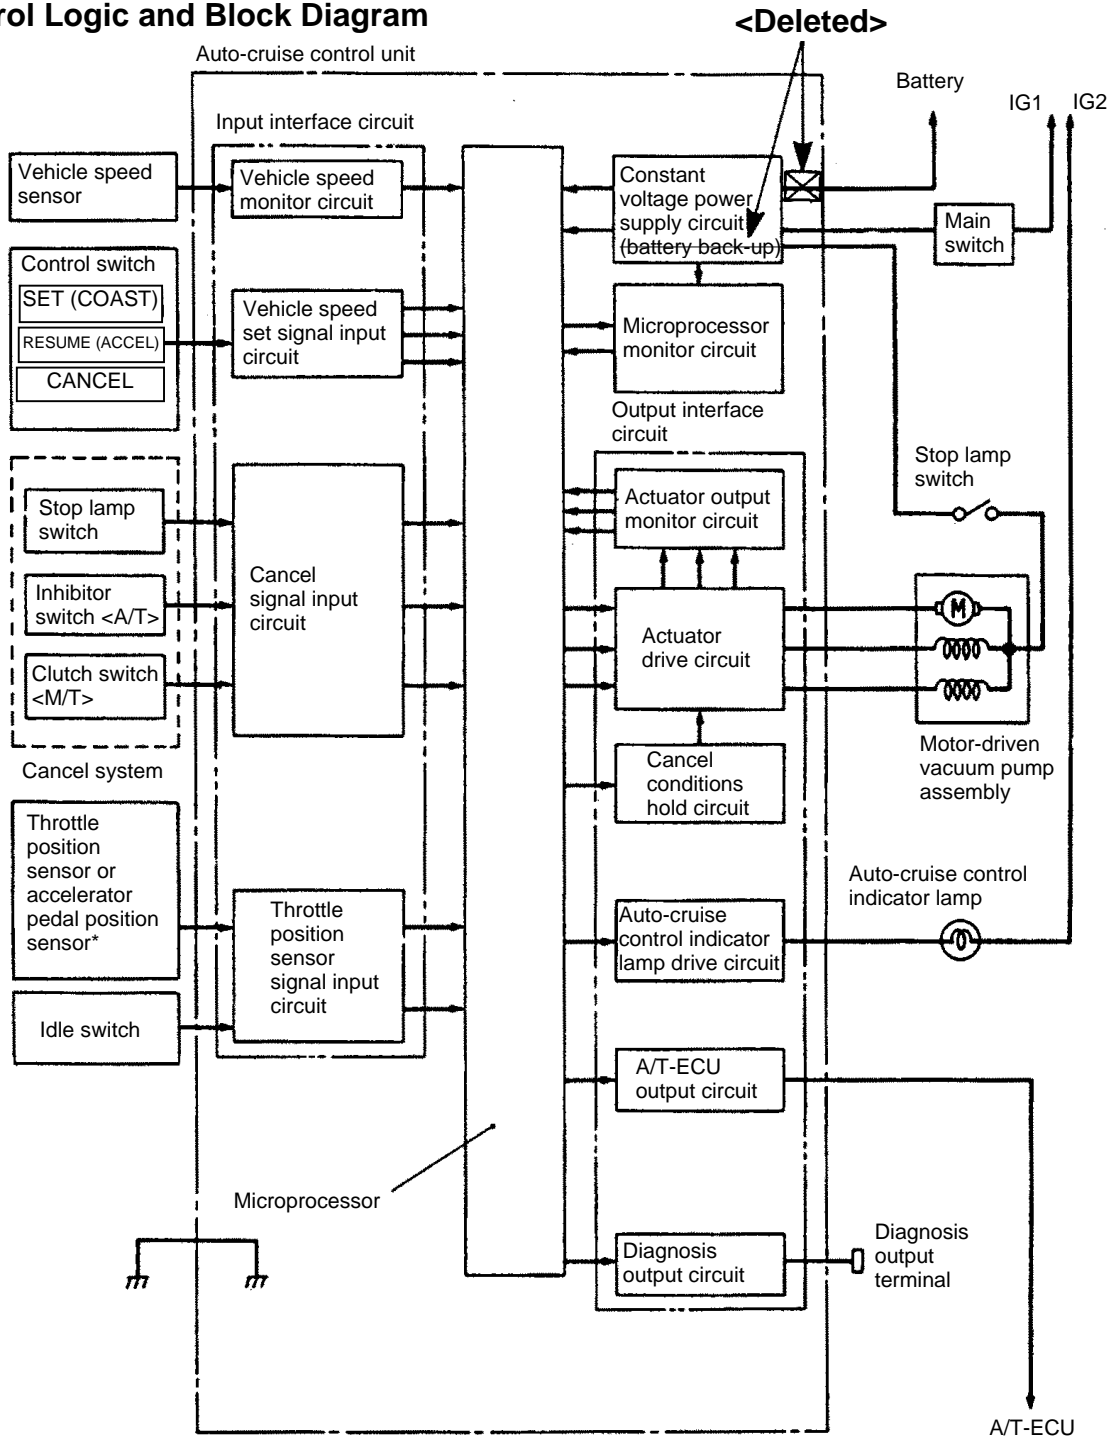 rol Logic and Block Diagram
<Deleted>
Auto-cruise control unit
Battery
IG1
IG2
Input interface circuit
Vehicle speed
sensor
Vehicle speed
monitor circuit
Constant
voltage power
supply circuit
(battery back-up)
Main
switch
Control switch
SET (COAST)
RESUME (ACCEL)
CANCEL
Vehicle speed
set signal input
circuit
Microprocessor
monitor circuit
Output interface
circuit
Stop lamp
switch
Stop lamp
switch
Inhibitor
switch <A/T>
Clutch switch
<M/T>
Cancel system
Cancel
signal input
circuit
Actuator output
monitor circuit
Actuator
drive circuit
M
Motor-driven
vacuum pump
assembly
Cancel
conditions
hold circuit
Throttle
position
sensor or
accelerator
pedal position
sensor*
Throttle
position
sensor
signal input
circuit
Auto-cruise
control indicator
lamp drive circuit
Auto-cruise control
indicator lamp
Idle switch
A/T-ECU
output circuit
Microprocessor
Diagnosis
output circuit
Diagnosis
output
terminal
A/T-ECU